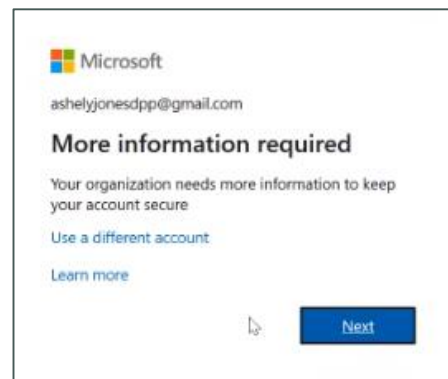 Microsoft
ashelyjonesdpp@gmail.com
More information required
Your organization needs more information to keep
your account secure
Use a different account
Learn more
Next